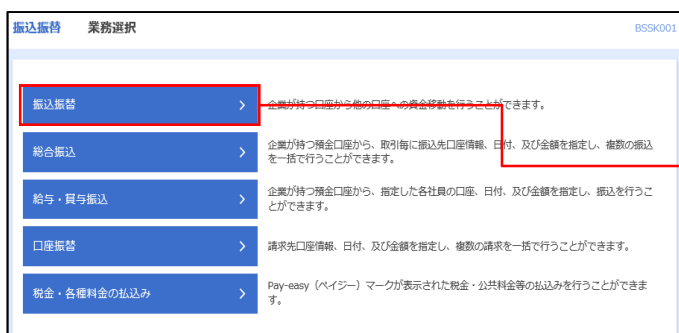 振込振替 業務選択 BSSK001
振込振替
企業が持つ口座から他の口座への資金移動を行うことができます。
総合振込
企業が持つ預金口座から、取引毎に振込先口座情報、日付、及び金額を指定し、複数の振込
を一括で行うことができます。
給与・賞与振込
企業が持つ預金口座から、指定した各社員の口座、日付、及び金額を指定し、振込を行うこ
とができます。
口座振替
請求先口座情報、日付、及び金額を指定し、複数の請求を一括で行うことができます。
税金・各種料金の払込み
Pay-easy（ペイジー）マークが表示された税金・公共料金等の払込みを行うことができま
す。